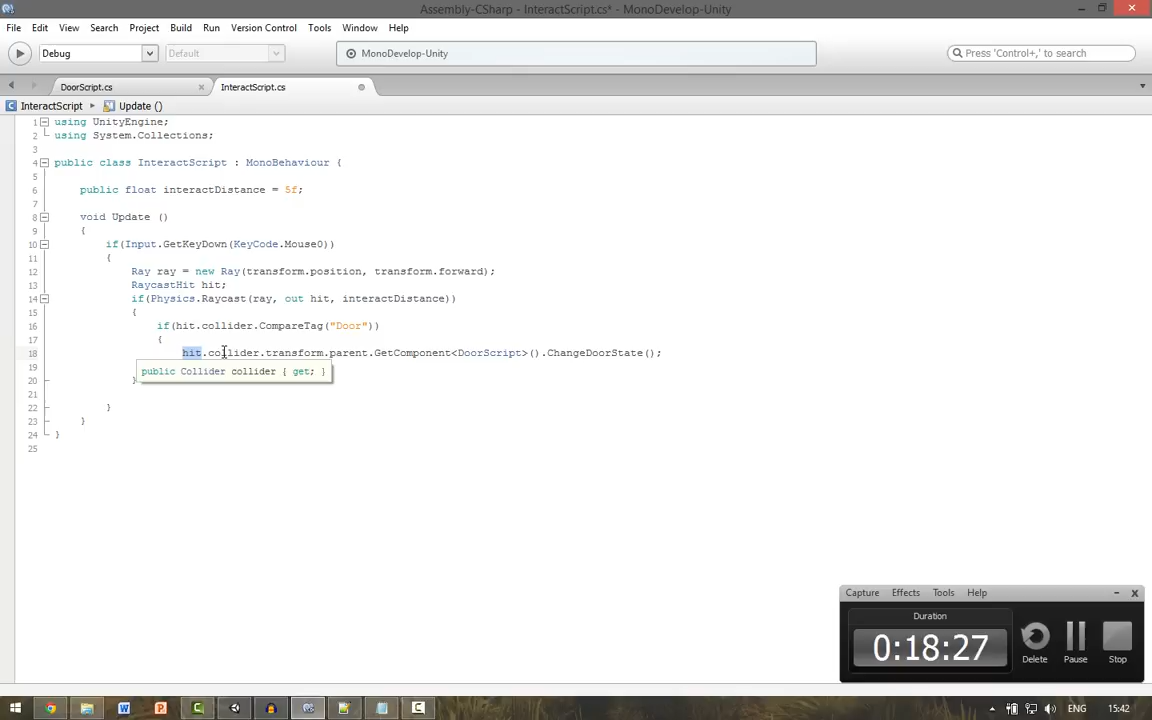 Assembly-CSharp - InteractScript.cs* - MonoDevelop-Unity
File Edit View Search Project Build Run Version Control Tools Window Help
Debug Default MonoDevelop-Unity Press 'Control+,' to search
DoorScript.cs InteractScript.cs
InteractScript Update ()
1 using UnityEngine;
2 using System.Collections;
3
4 public class InteractScript : MonoBehaviour {
5
6 public float interactDistance = 5f;
7
8 void Update ()
9 {
10 if(Input.GetKeyDown(KeyCode.Mouse0))
11 {
12 Ray ray = new Ray(transform.position, transform.forward);
13 RaycastHit hit;
14 if(Physics.Raycast(ray, out hit, interactDistance))
15 {
16 if(hit.collider.CompareTag("Door"))
17 {
18 hit.collider.transform.parent.GetComponent<DoorScript>().ChangeDoorState();
19 public Collider collider { get; }
20 }
21
22 }
23 }
24 }
25
Capture Effects Tools Help
Duration
0:18:27
Delete Pause Stop
ENG 15:42